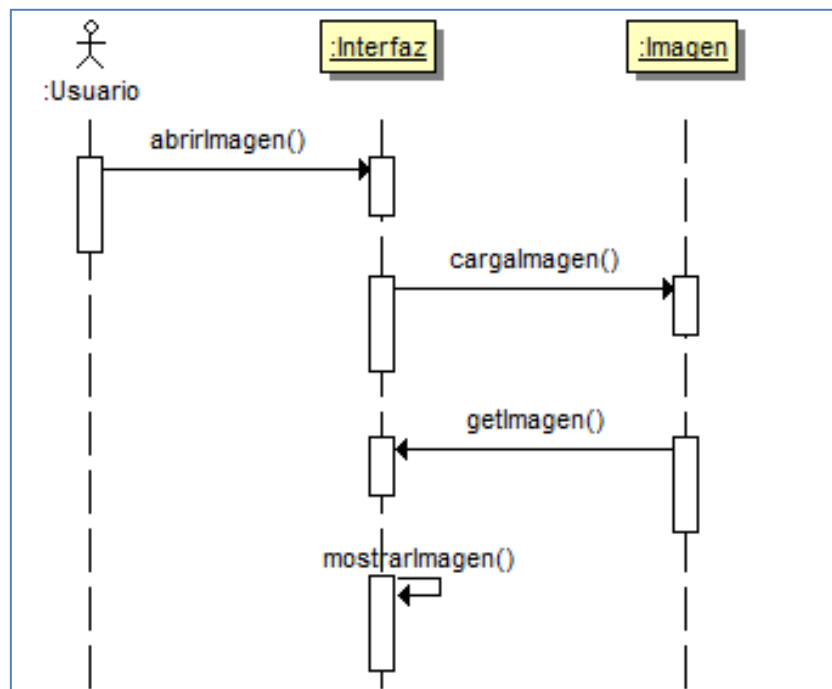 :Usuario
:Interfaz
:Imagen
abrirImagen()
cargaImagen()
getImagen()
mostrarImagen()